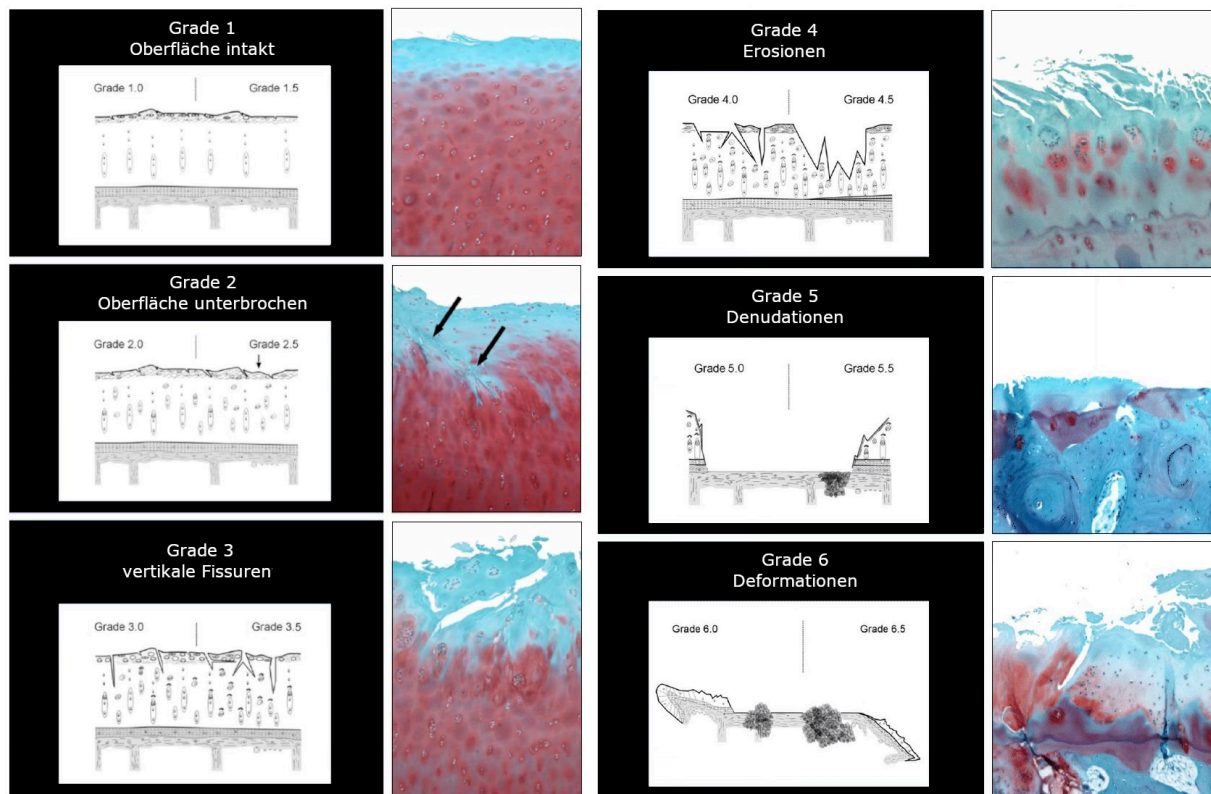 Grade 1
Oberfläche intakt
Grade 1.0
Grade 1.5
Grade 2
Oberfläche unterbrochen
Grade 2.0
Grade 2.5
Grade 3
vertikale Fissuren
Grade 3.0
Grade 3.5
Grade 4
Erosionen
Grade 4.0
Grade 4.5
Grade 5
Denudationen
Grade 5.0
Grade 5.5
Grade 6
Deformationen
Grade 6.0
Grade 6.5